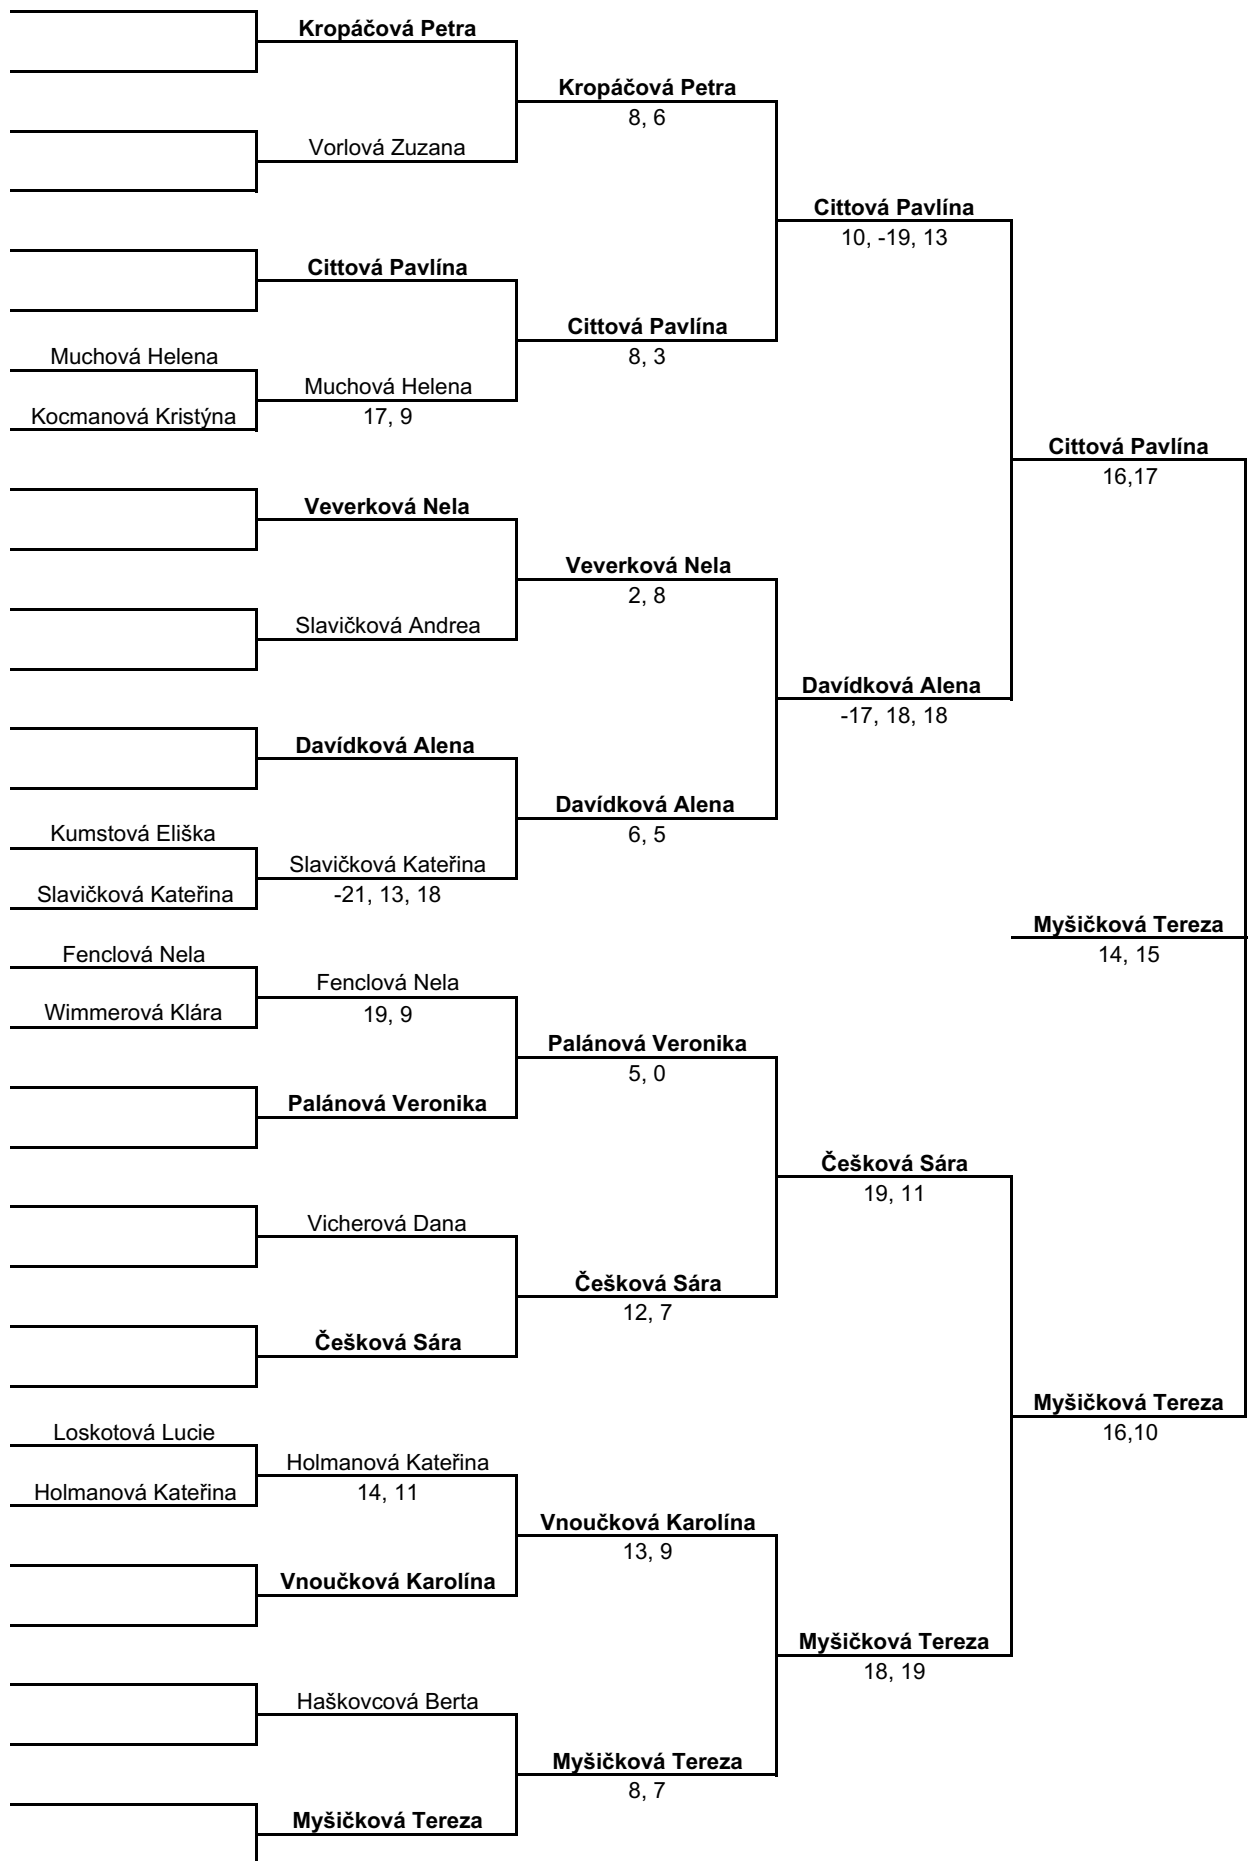 Kropáčová Petra
Kropáčová Petra
8, 6
Vorlová Zuzana
Cittová Pavlína
10, -19, 13
Cittová Pavlína
Cittová Pavlína
8, 3
Muchová Helena
Muchová Helena
17, 9
Kocmanová Kristýna
Cittová Pavlína
16,17
Veverková Nela
Veverková Nela
2, 8
Slavičková Andrea
Davídková Alena
-17, 18, 18
Davídková Alena
Davídková Alena
6, 5
Kumstová Eliška
Slavičková Kateřina
Slavičková Kateřina
-21, 13, 18
Myšičková Tereza
14, 15
Fenclová Nela
Fenclová Nela
19, 9
Wimmerová Klára
Palánová Veronika
5, 0
Palánová Veronika
Češková Sára
19, 11
Vicherová Dana
Češková Sára
12, 7
Češková Sára
Myšičková Tereza
16,10
Loskotová Lucie
Holmanová Kateřina
14, 11
Holmanová Kateřina
Vnoučková Karolína
13, 9
Vnoučková Karolína
Myšičková Tereza
18, 19
Haškovcová Berta
Myšičková Tereza
8, 7
Myšičková Tereza